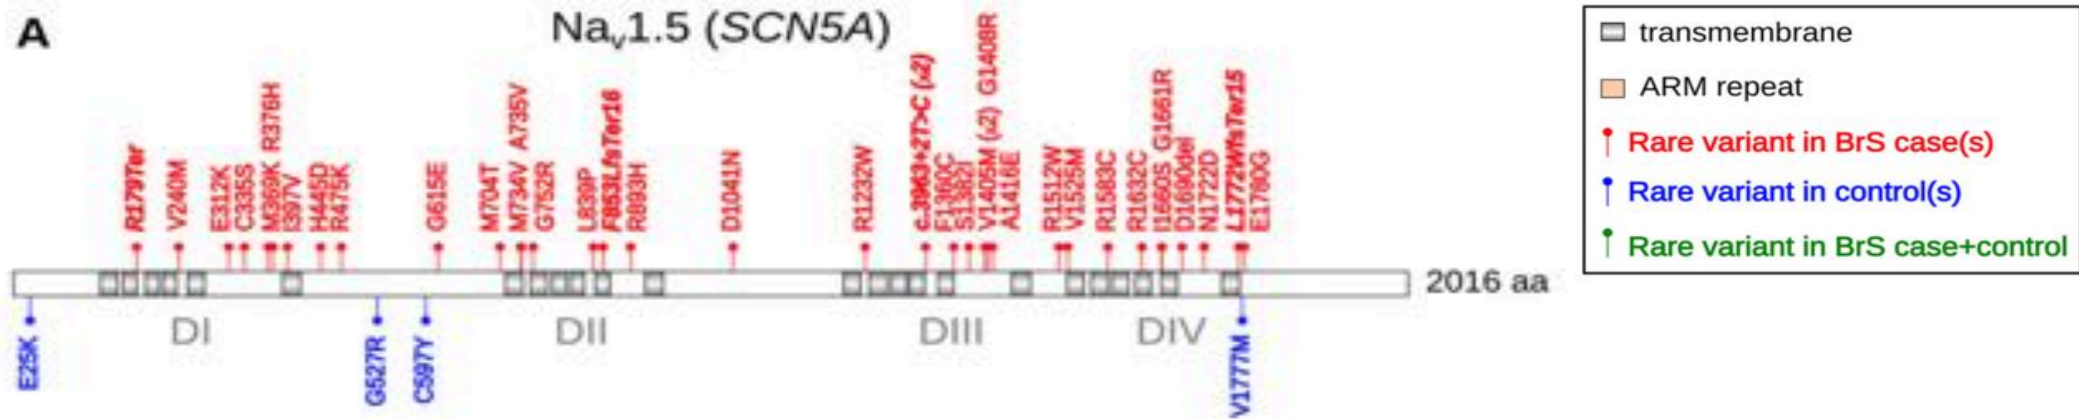 A
Nav1.5 (SCN5A)
R179Ter
V240M
E312K
C335S
M369K R376H
I397V
H445D
R475K
G615E
M704T
M734V A735V
G752R
L839P
F853LfsTer16
R893H
D1041N
R1232W
c.3963+2T>C (x2)
F1360C
S1382I
V1405M (x2) G1408R
A1416E
R1512W
V1525M
R1583C
R1632C
I1660S G1661R
D1690del
N1722D
L1772WfsTer15
E1780G
2016 aa
DI
DII
DIII
DIV
E25K
G527R
C597Y
V1777M
transmembrane
ARM repeat
Rare variant in BrS case(s)
Rare variant in control(s)
Rare variant in BrS case+control